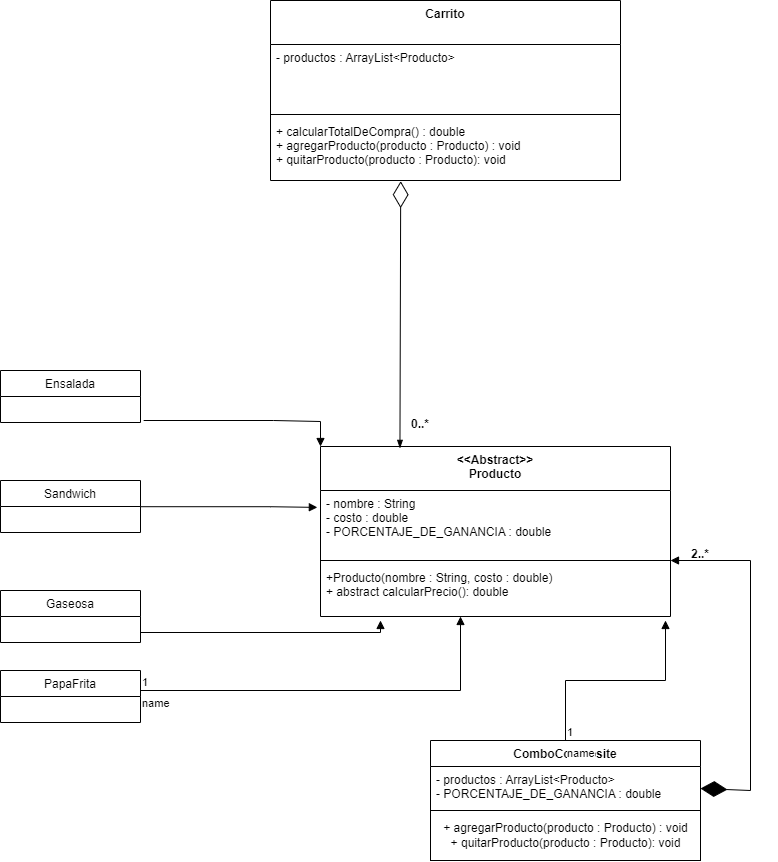 Carrito
- productos : ArrayList<Producto>
+ calcularTotalDeCompra() : double
+ agregarProducto(producto : Producto) : void
+ quitarProducto(producto : Producto): void
Ensalada
0..*
<<Abstract>>
Producto
Sandwich
- nombre : String
- costo : double
- PORCENTAJE_DE_GANANCIA : double
2..*
+Producto(nombre : String, costo : double)
+ abstract calcularPrecio(): double
Gaseosa
PapaFrita
1
name
1
name
- productos : ArrayList<Producto>
- PORCENTAJE_DE_GANANCIA : double
+ agregarProducto(producto : Producto) : void
+ quitarProducto(producto : Producto): void